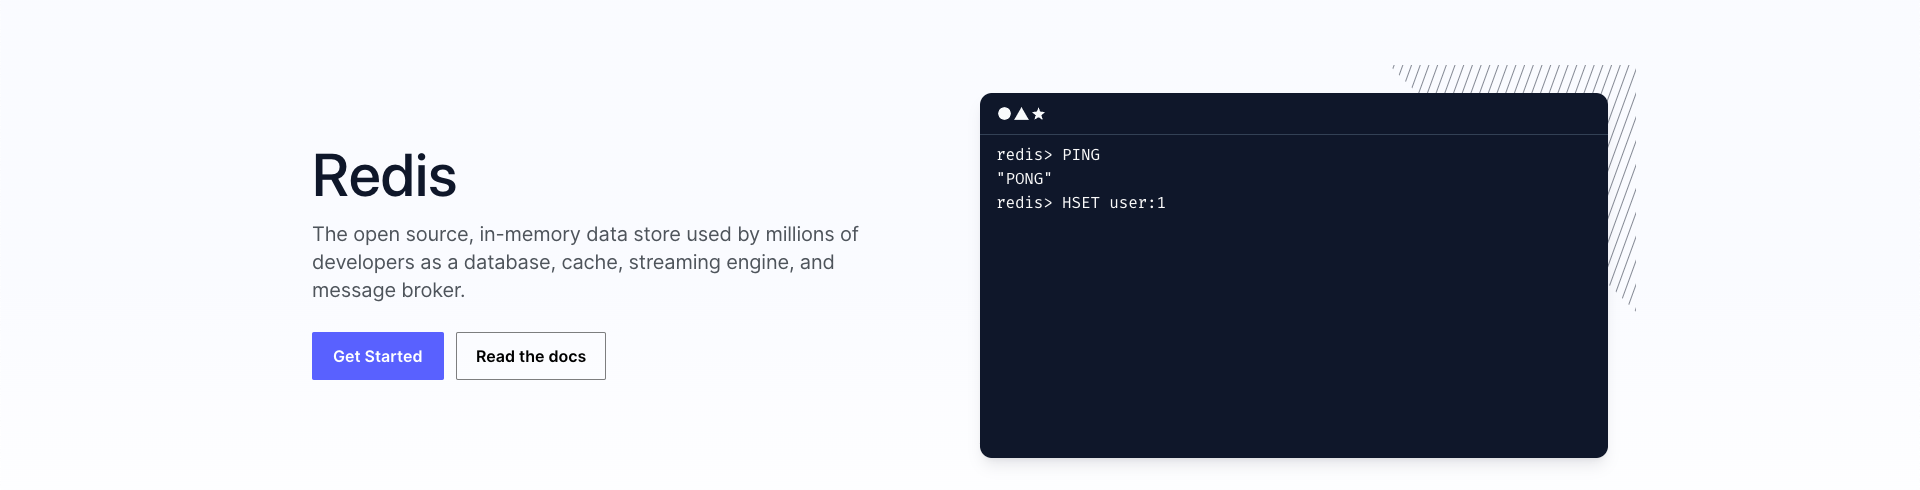 Redis
The open source, in-memory data store used by millions of
developers as a database, cache, streaming engine, and
message broker.
Get Started
Read the docs
redis> PING
"PONG"
redis> HSET user:1